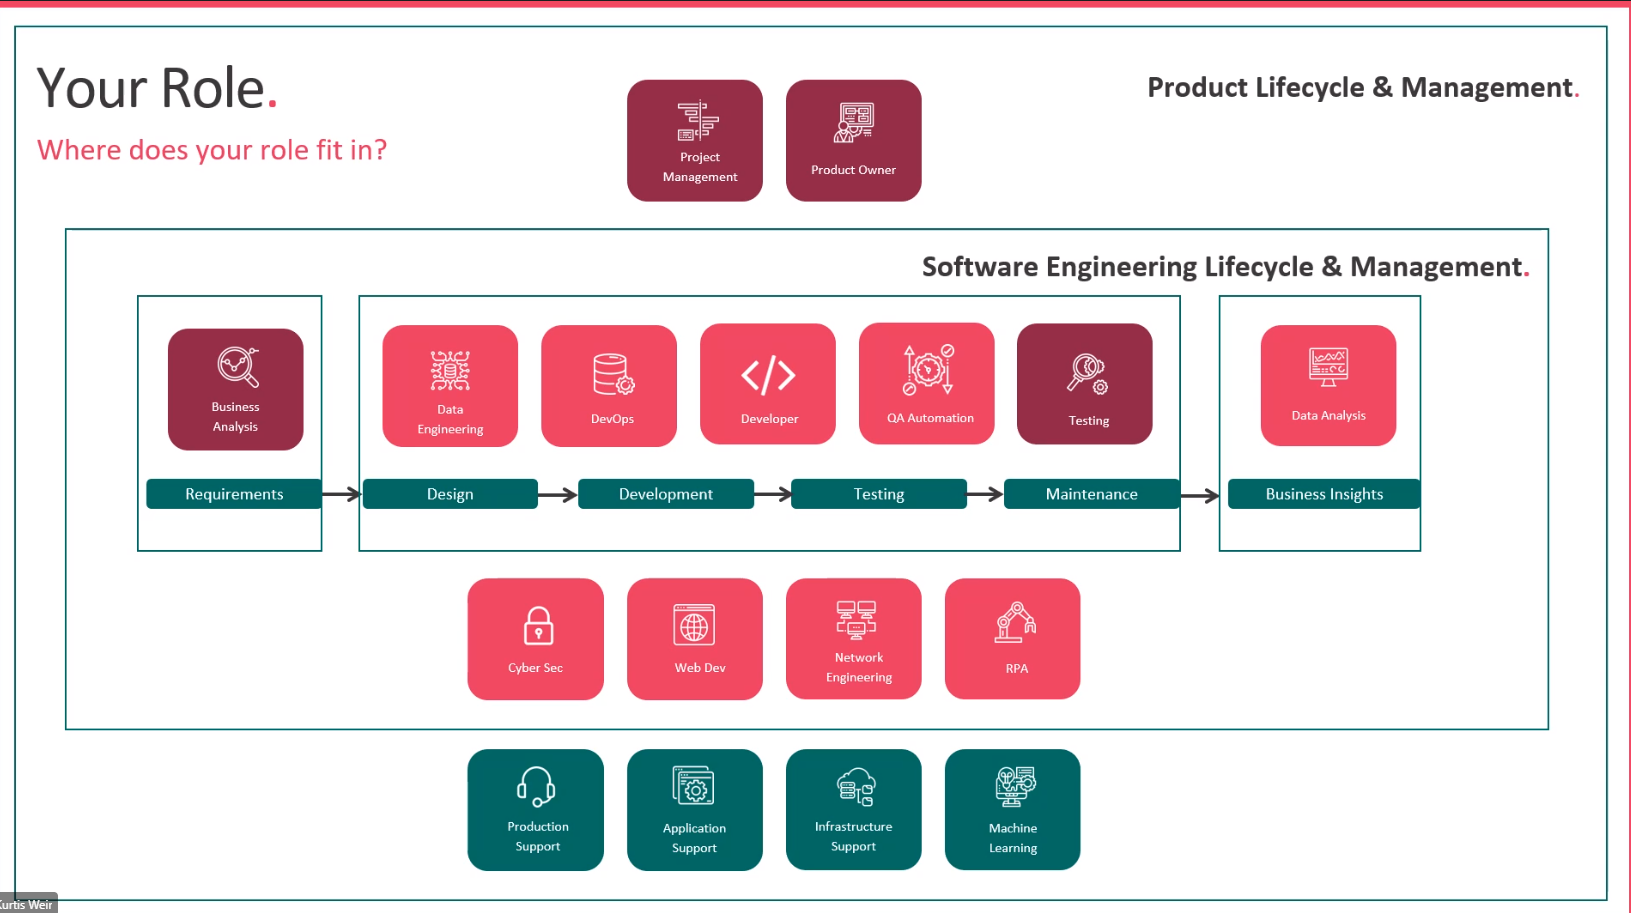 Your Role.
Where does your role fit in?
Product Lifecycle & Management.
Project
Management
Product Owner
Software Engineering Lifecycle & Management.
Business
Analysis
Data
Engineering
DevOps
Developer
QA Automation
Testing
Data Analysis
Requirements
Design
Development
Testing
Maintenance
Business Insights
Cyber Sec
Web Dev
Network
Engineering
RPA
Production
Support
Application
Support
Infrastructure
Support
Machine
Learning
Kurtis Weir